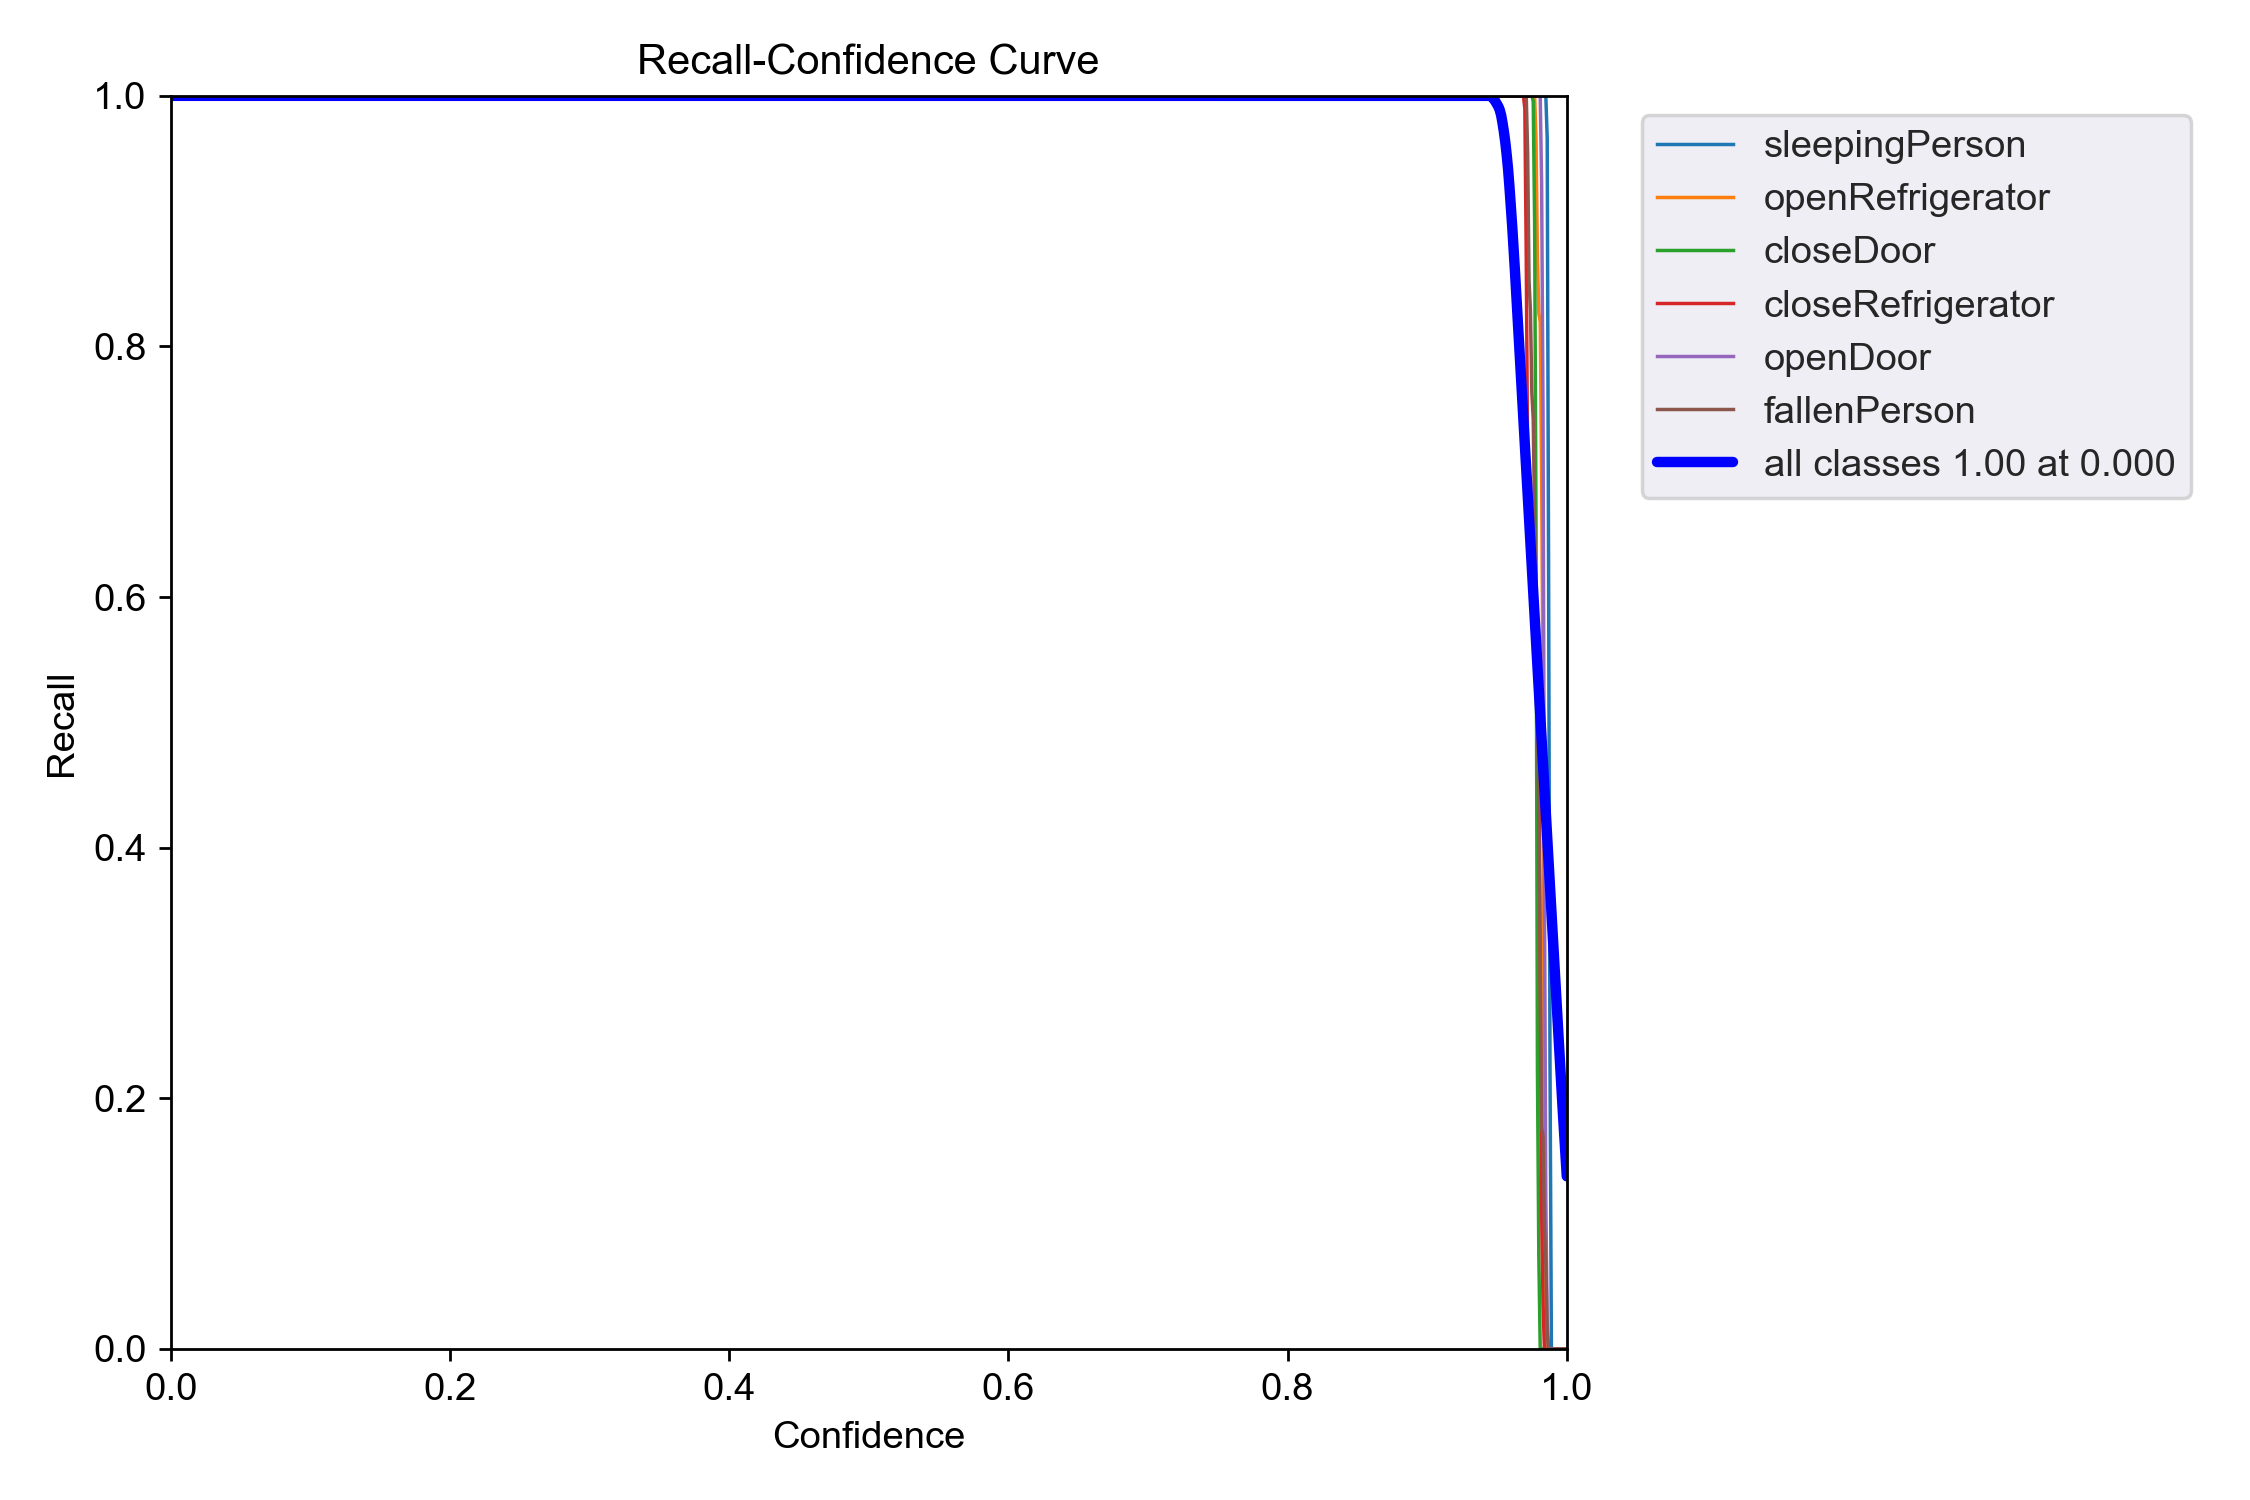 Recall-Confidence Curve
1.0
0.8
0.6
0.4
0.2
0.0
Recall
0.0 0.2 0.4 0.6 0.8 1.0
Confidence
sleepingPerson
openRefrigerator
closeDoor
closeRefrigerator
openDoor
fallenPerson
all classes 1.00 at 0.000